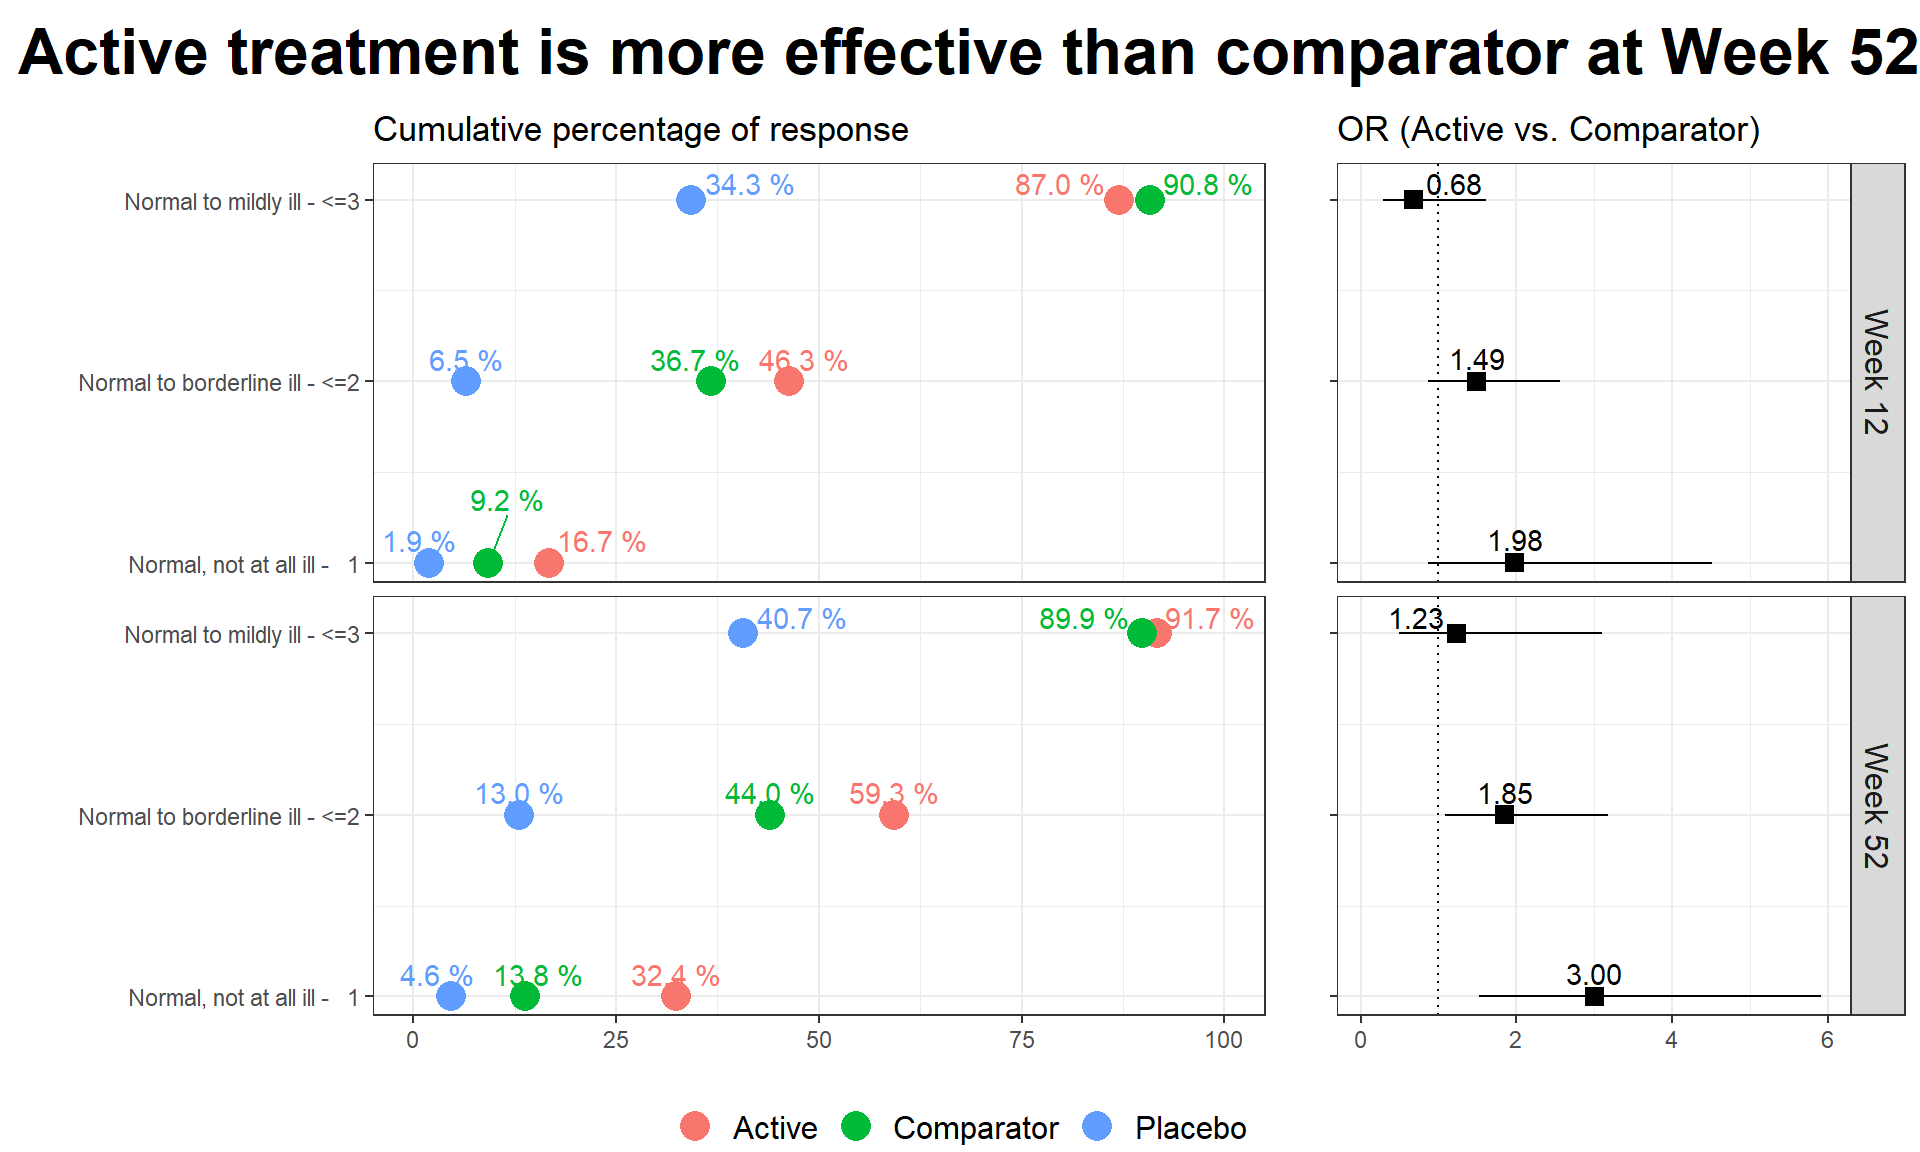 Active treatment is more effective than comparator at Week 52
Cumulative percentage of response
OR (Active vs. Comparator)
Normal to mildly ill - <=3
34.3 %
87.0 %
90.8 %
0.68
Normal to borderline ill - <=2
6.5 %
36.7 %
46.3 %
1.49
9.2 %
Normal, not at all ill -   1
1.9 %
16.7 %
1.98
Week 12
Normal to mildly ill - <=3
40.7 %
89.9 %
91.7 %
1.23
Normal to borderline ill - <=2
13.0 %
44.0 %
59.3 %
1.85
Normal, not at all ill -   1
4.6 %
13.8 %
32.4 %
3.00
Week 52
0 25 50 75 100
0 2 4 6
Active Comparator Placebo